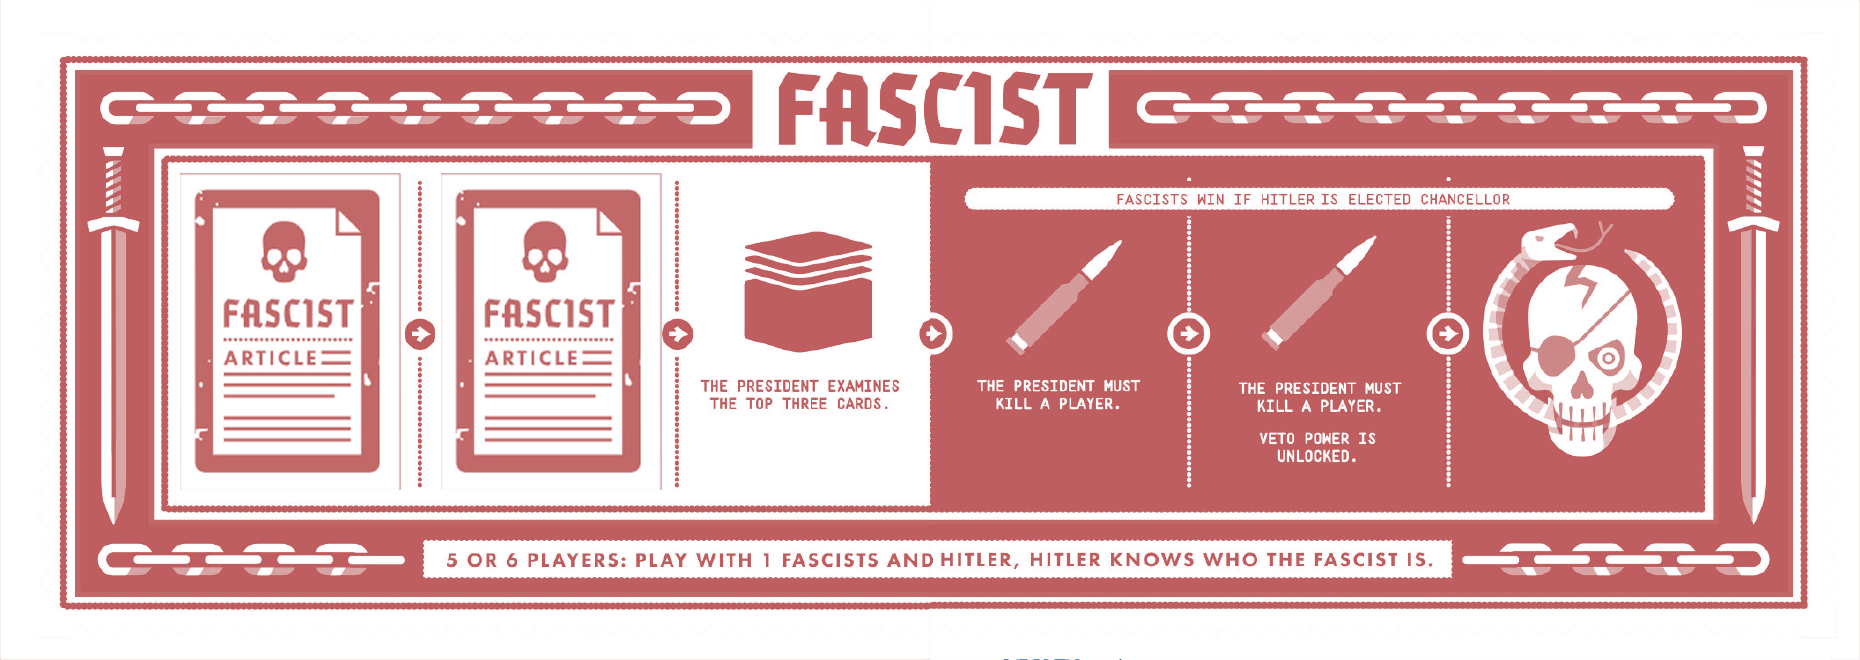 FASCIST
FASCISTS WIN IF HITLER IS ELECTED CHANCELLOR
FASCIST
ARTICLE
FASCIST
ARTICLE
THE PRESIDENT EXAMINES
THE TOP THREE CARDS.
THE PRESIDENT MUST
KILL A PLAYER.
THE PRESIDENT MUST
KILL A PLAYER.
VETO POWER IS
UNLOCKED.
5 OR 6 PLAYERS: PLAY WITH 1 FASCISTS AND HITLER, HITLER KNOWS WHO THE FASCIST IS.